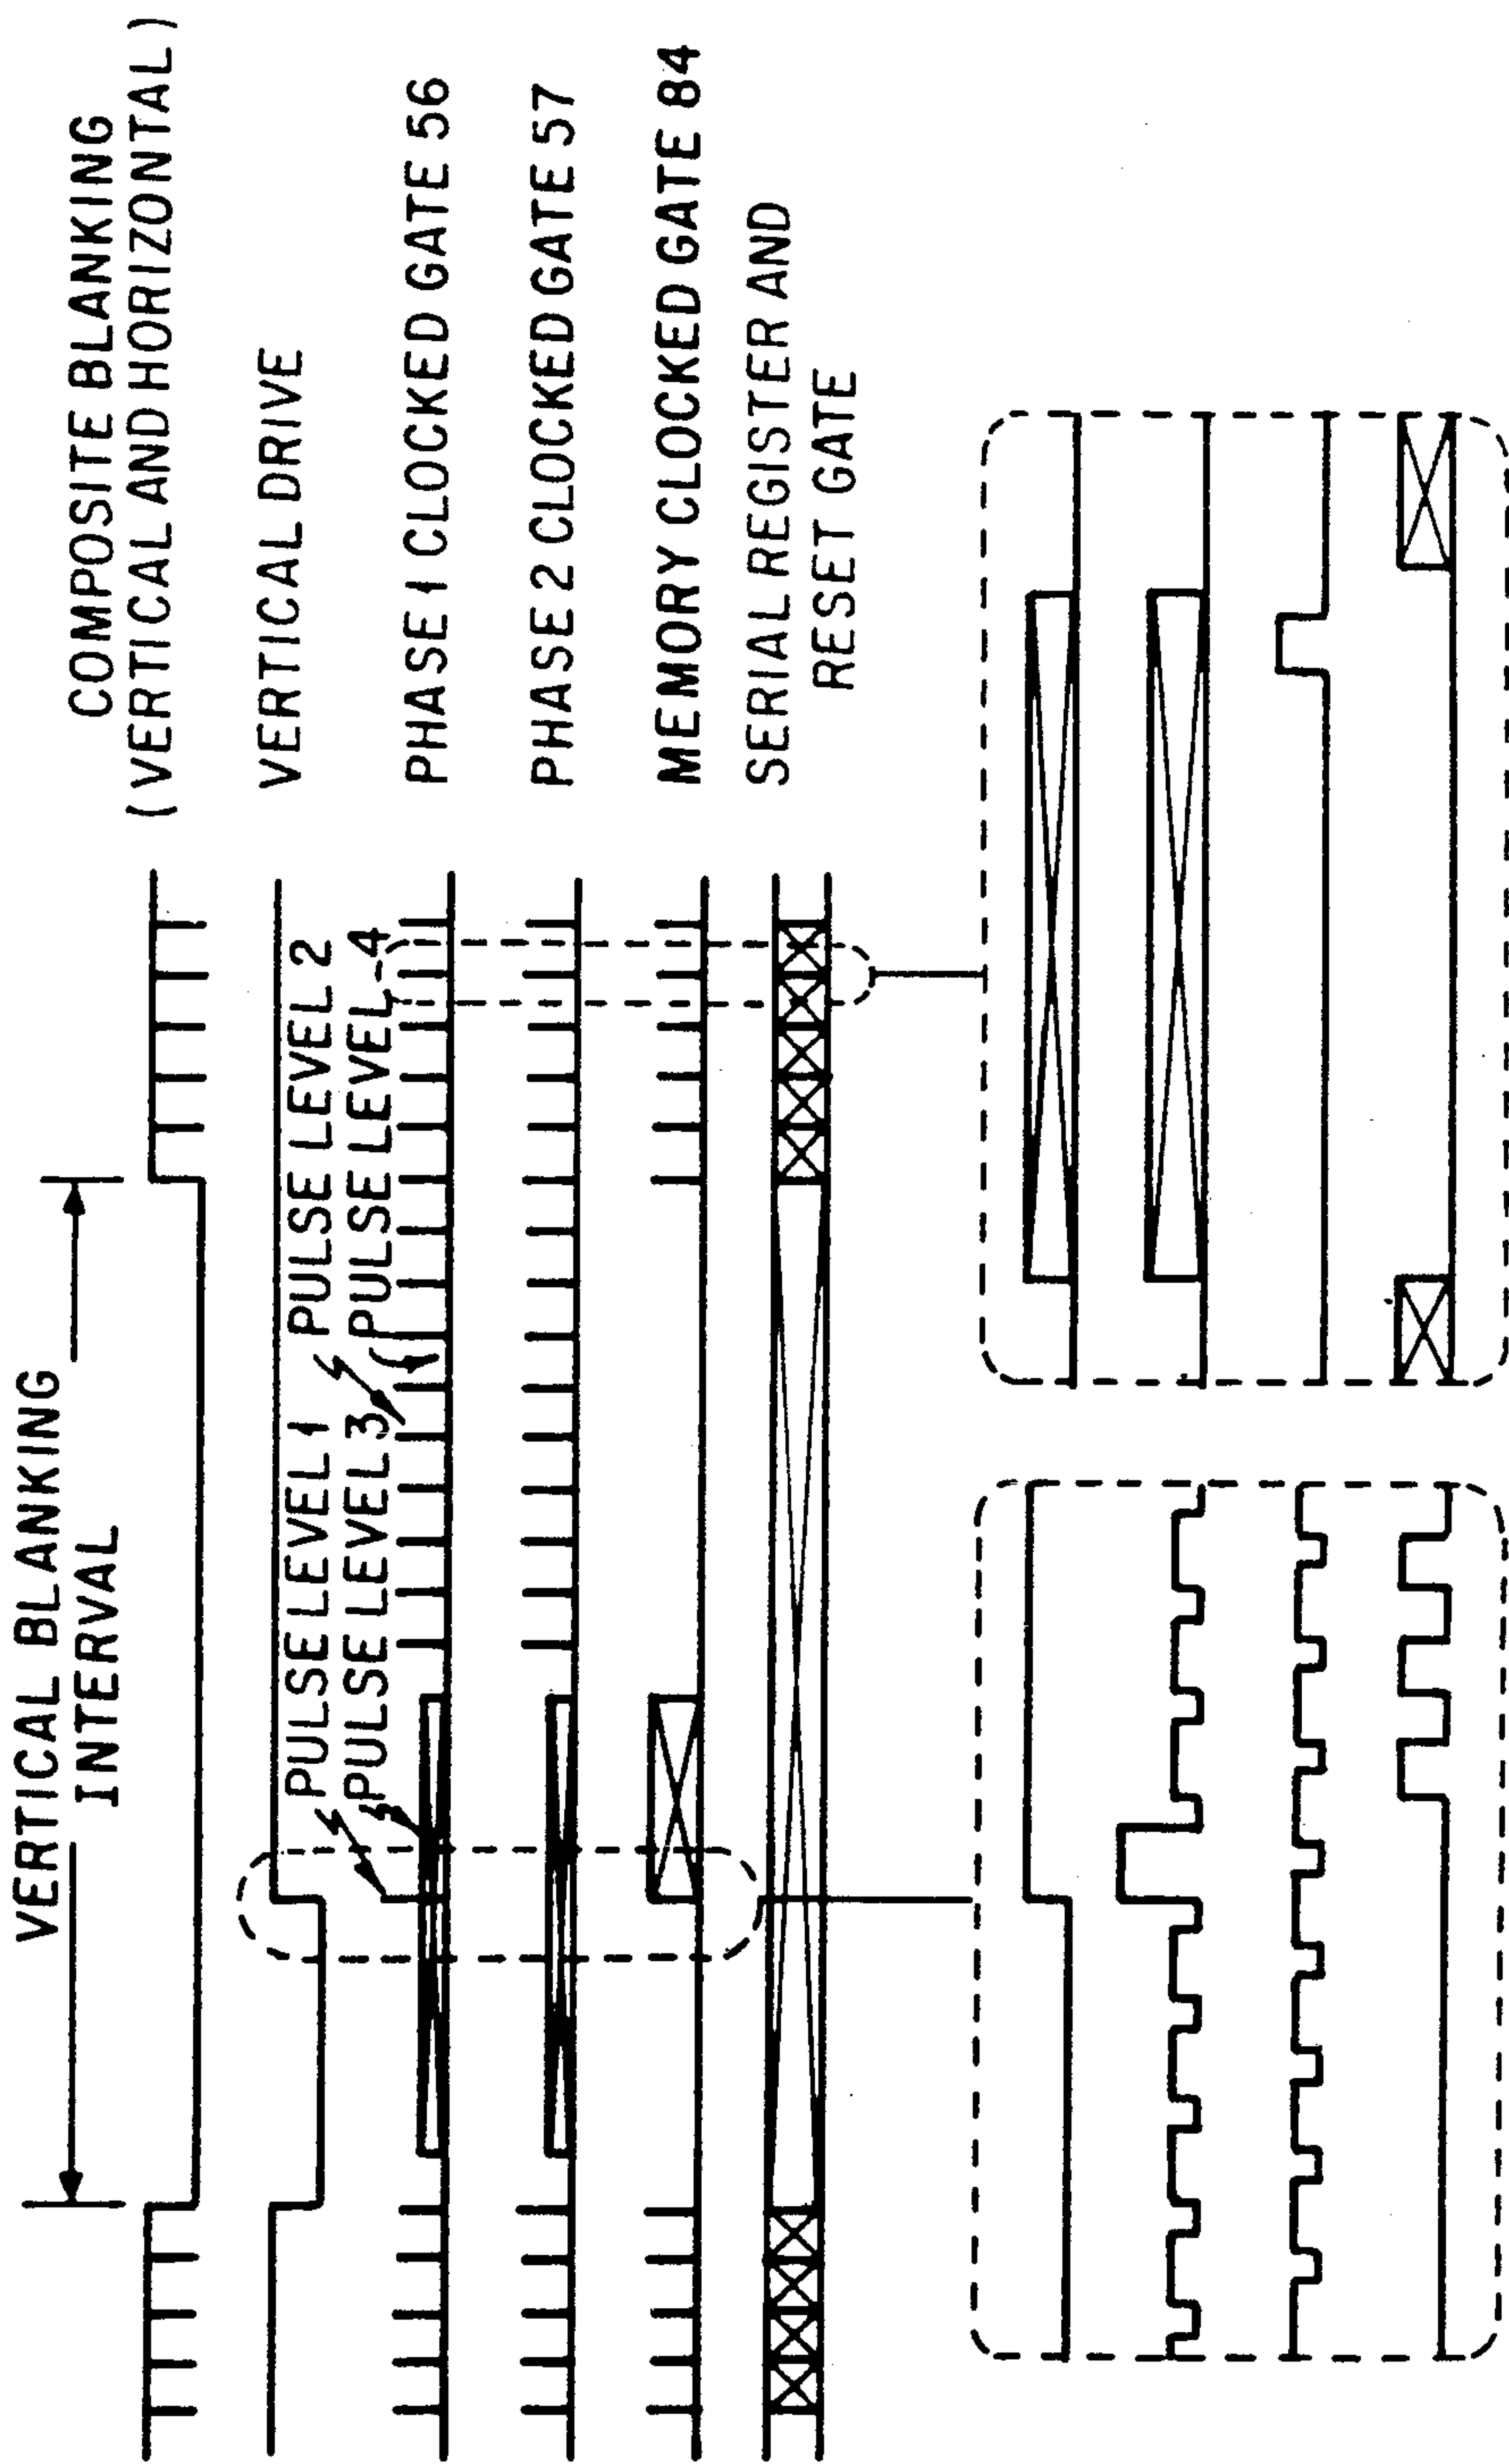 VERTICAL BLANKING
INTERVAL
COMPOSITE BLANKING
(VERTICAL AND HORIZONTAL)
VERTICAL DRIVE
PULSE LEVEL 1
PULSE LEVEL 2
PULSE LEVEL 3
PULSE LEVEL 4
PHASE 1 CLOCKED GATE 56
PHASE 2 CLOCKED GATE 57
MEMORY CLOCKED GATE 84
SERIAL REGISTER AND
RESET GATE